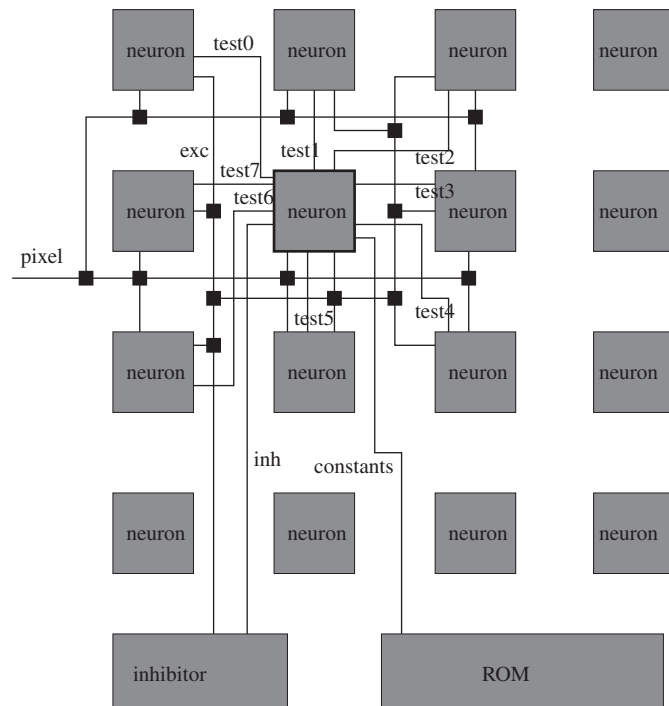 neuron test0 neuron neuron neuron
exc test1 test2
test7
neuron test6 neuron test3 neuron neuron
pixel
test5 test4
neuron neuron neuron neuron
inh constants
neuron neuron neuron neuron
inhibitor ROM